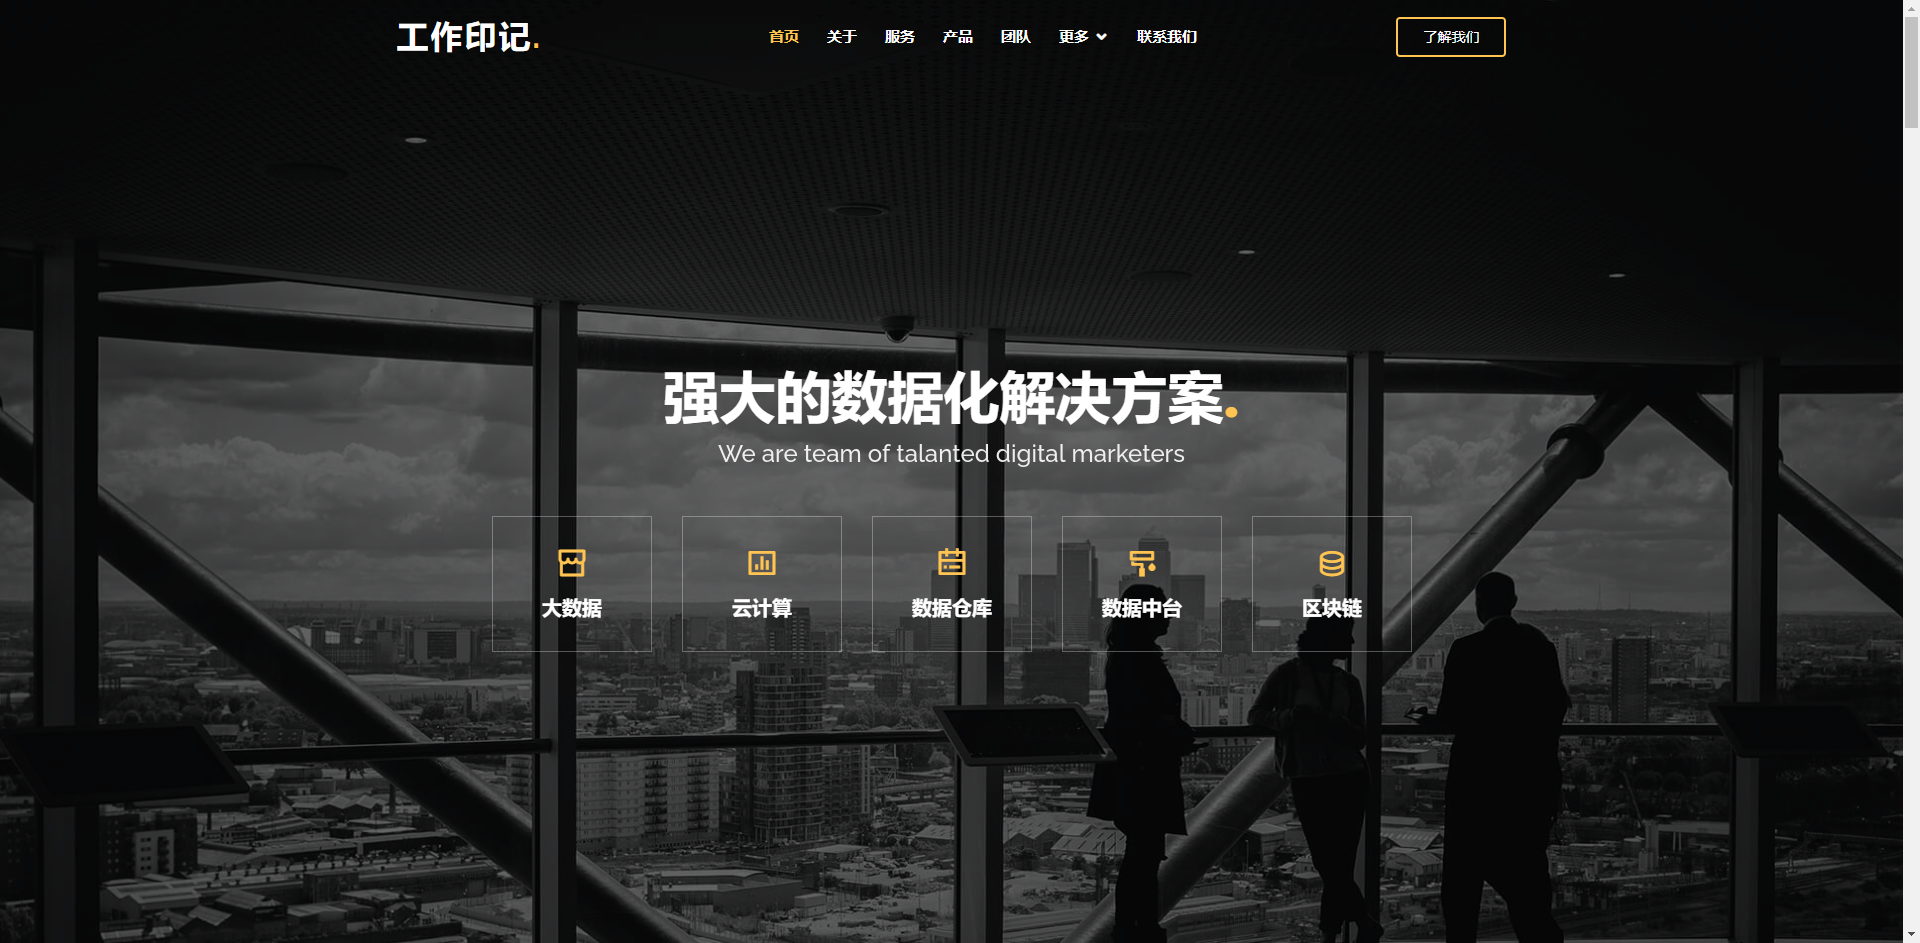 工作印记.
首页 关于 服务 产品 团队 更多 联系我们
了解我们
强大的数据化解决方案.
We are team of talanted digital marketers
大数据
云计算
数据仓库
数据中台
区块链